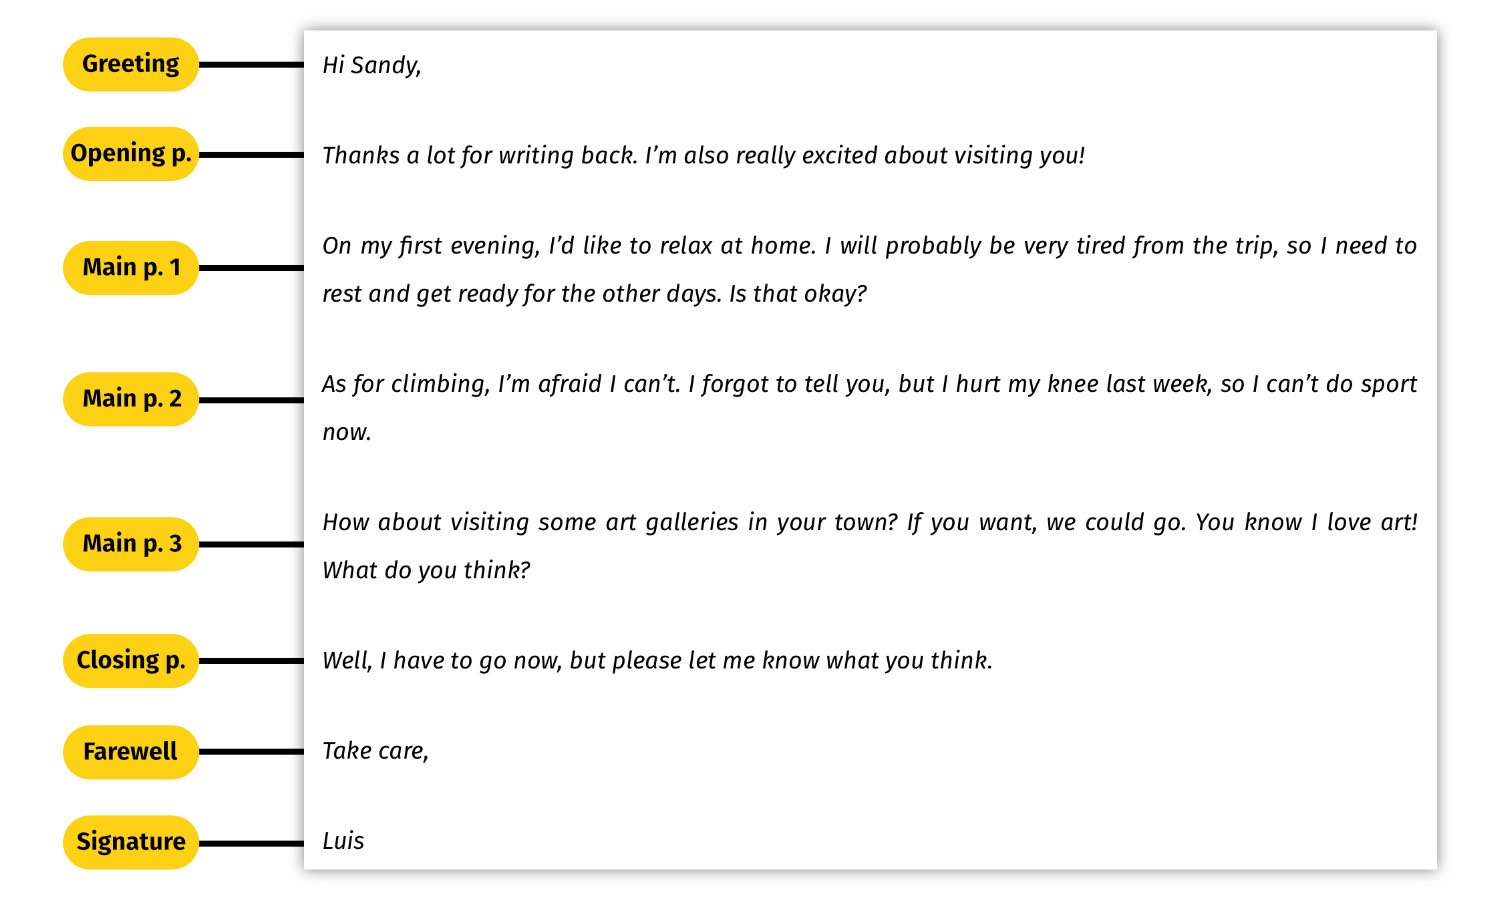 Greeting
Hi Sandy,
Opening p.
Thanks a lot for writing back. I’m also really excited about visiting you!
Main p. 1
On my first evening, I’d like to relax at home. I will probably be very tired from the trip, so I need to
rest and get ready for the other days. Is that okay?
Main p. 2
As for climbing, I’m afraid I can’t. I forgot to tell you, but I hurt my knee last week, so I can’t do sport
now.
Main p. 3
How about visiting some art galleries in your town? If you want, we could go. You know I love art!
What do you think?
Closing p.
Well, I have to go now, but please let me know what you think.
Farewell
Take care,
Signature
Luis